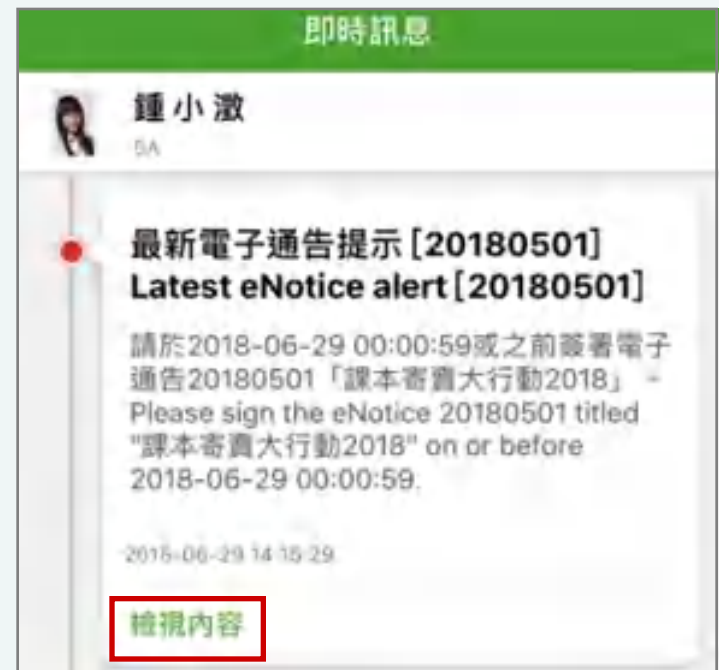 即時訊息
鍾小澂
5A
最新電子通告提示[20180501]
Latest eNotice alert[20180501]
請於2018-06-29 00:00:59或之前簽署電子
通告20180501「課本寄賣大行動2018」 -
Please sign the eNotice 20180501 titled
"課本寄賣大行動2018" on or before
2018-06-29 00:00:59.
2018-06-29 14:15:29
檢視內容